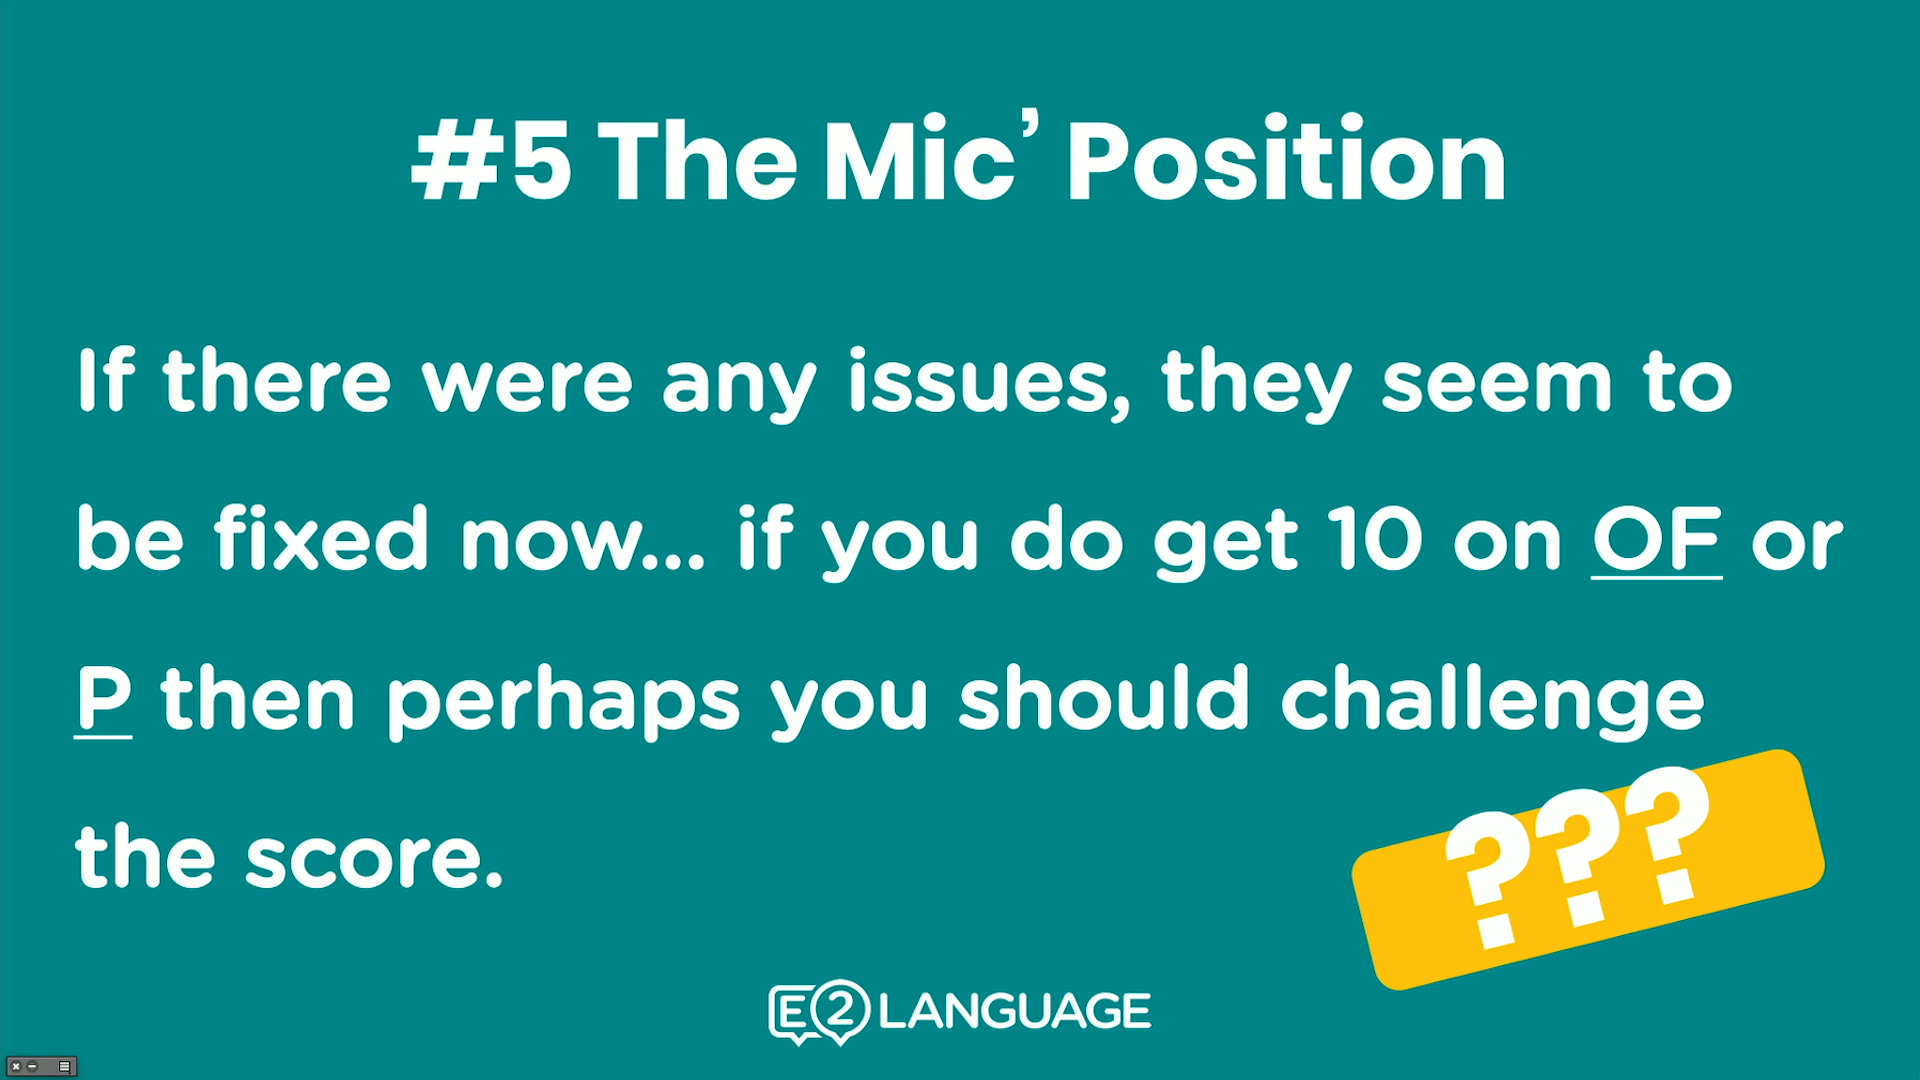 #5 The Mic’ Position
If there were any issues, they seem to
be fixed now... if you do get 10 on OF or
P then perhaps you should challenge
the score.
???
E2 LANGUAGE